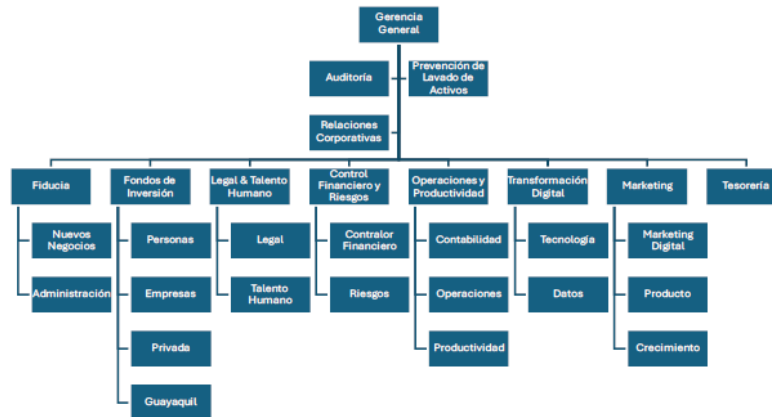 Gerencia
General
Auditoría
Prevención de
Lavado de
Activos
Relaciones
Corporativas
Fiducia
Fondos de
Inversión
Legal & Talento
Humano
Control
Financiero y
Riesgos
Operaciones y
Productividad
Transformación
Digital
Marketing
Tesorería
Nuevos
Negocios
Personas
Legal
Contralor
Financiero
Contabilidad
Tecnología
Marketing
Digital
Administración
Empresas
Talento
Humano
Riesgos
Operaciones
Datos
Producto
Privada
Productividad
Crecimiento
Guayaquil